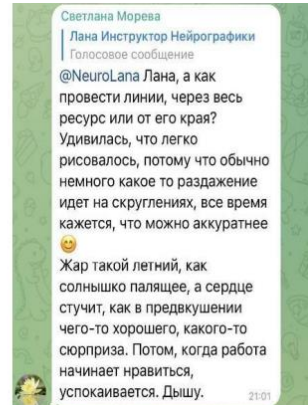 Светлана Морева
Лана Инструктор Нейрографики
Голосовое сообщение
@NeuroLana Лана, а как
провести линии, через весь
ресурс или от его края?
Удивилась, что легко
рисовалось, потому что обычно
немного какое то раздажение
идет на скруглениях, все время
кажется, что можно аккуратнее
😊
Жар такой летний, как
солнышко палящее, а сердце
стучит, как в предвкушении
чего-то хорошего, какого-то
сюрприза. Потом, когда работа
начинает нравиться,
успокаивается. Дышу.
21:01